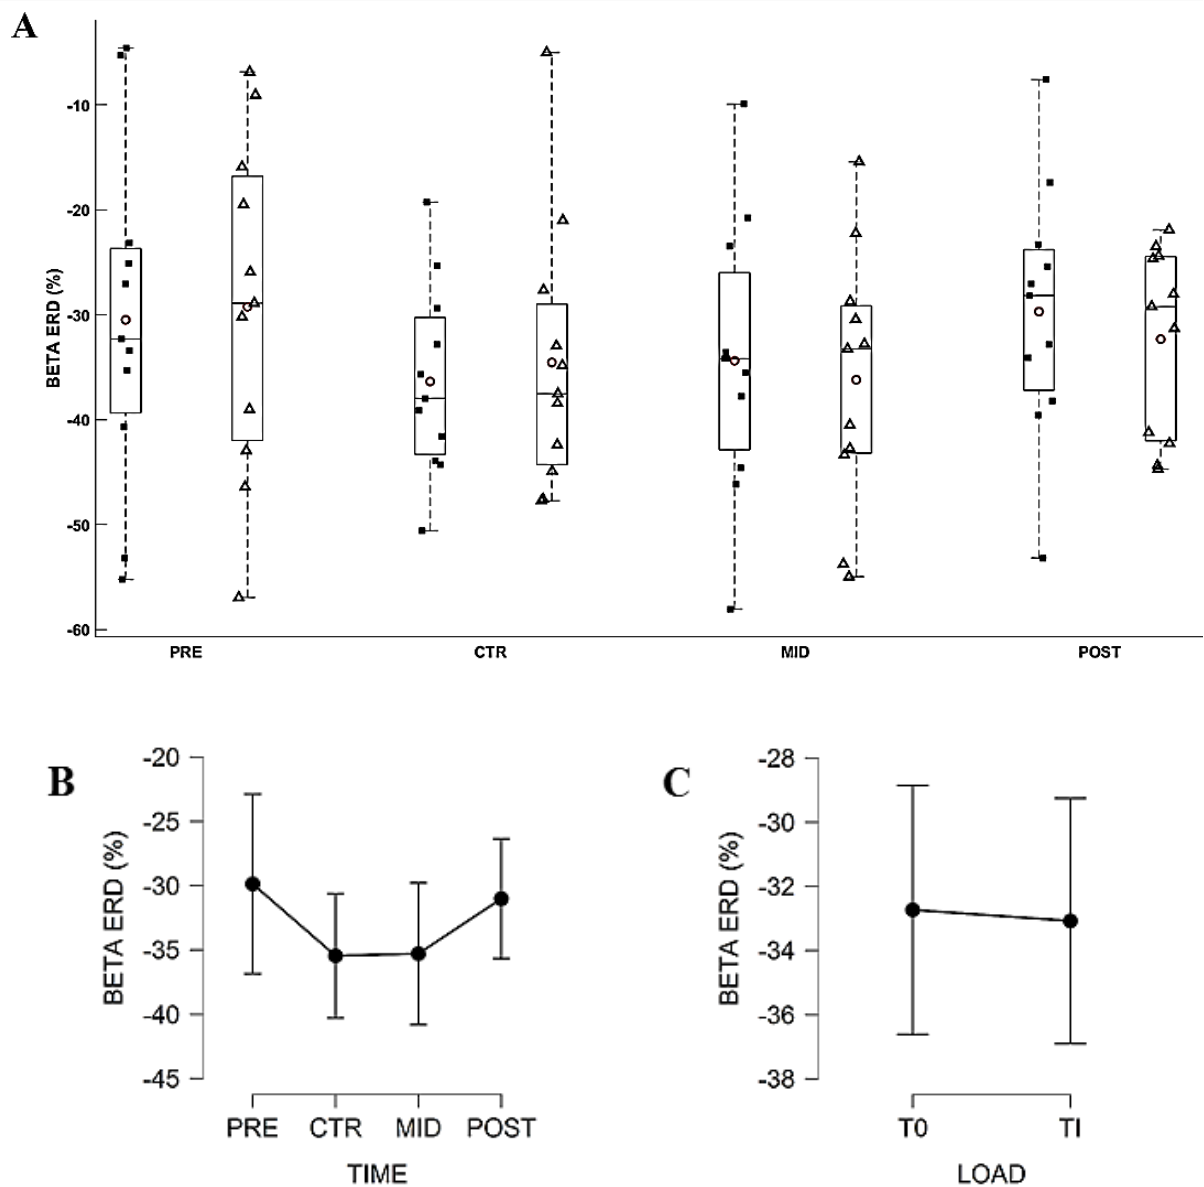 A
BETA ERD (%)
-10
-20
-30
-40
-50
-60
PRE CTR MID POST
B
BETA ERD (%)
-20
-25
-30
-35
-40
-45
PRE CTR MID POST
TIME
C
BETA ERD (%)
-28
-30
-32
-34
-36
-38
T0 TI
LOAD